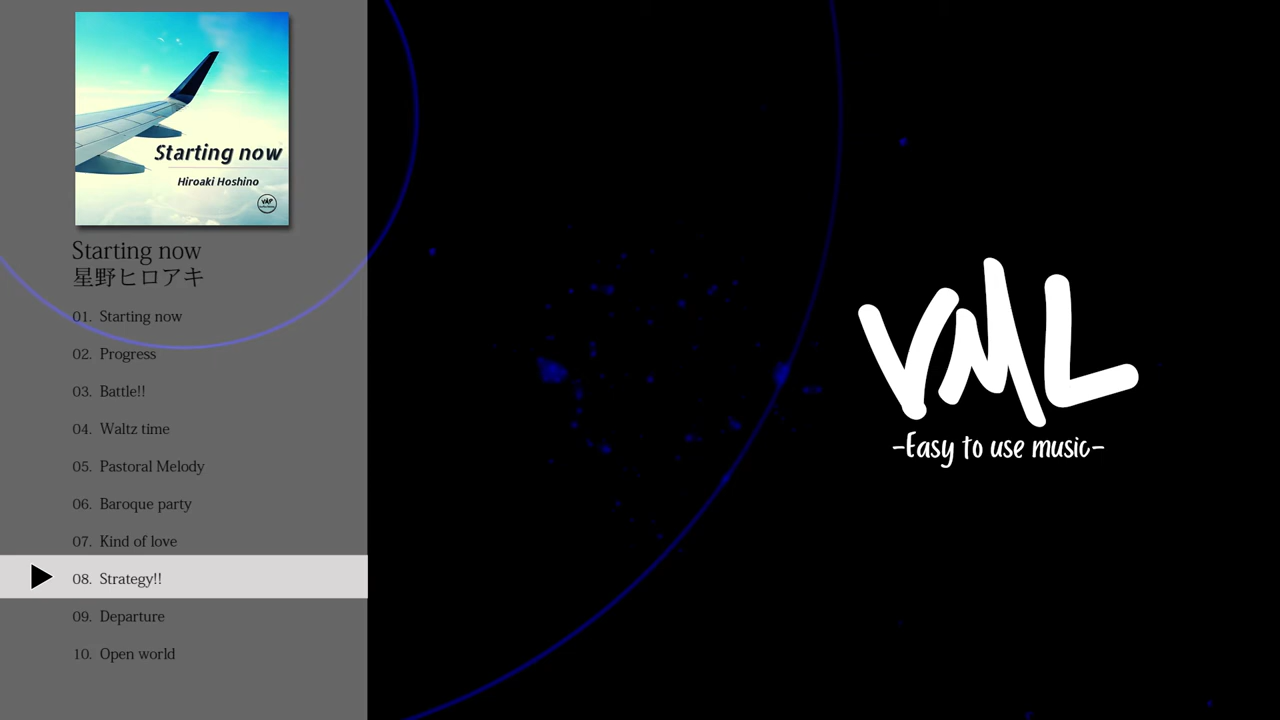 Starting now
Hiroaki Hoshino
Starting now
星野ヒロアキ
01. Starting now
02. Progress
03. Battle!!
04. Waltz time
05. Pastoral Melody
06. Baroque party
07. Kind of love
08. Strategy!!
09. Departure
10. Open world
VML
-Easy to use music-